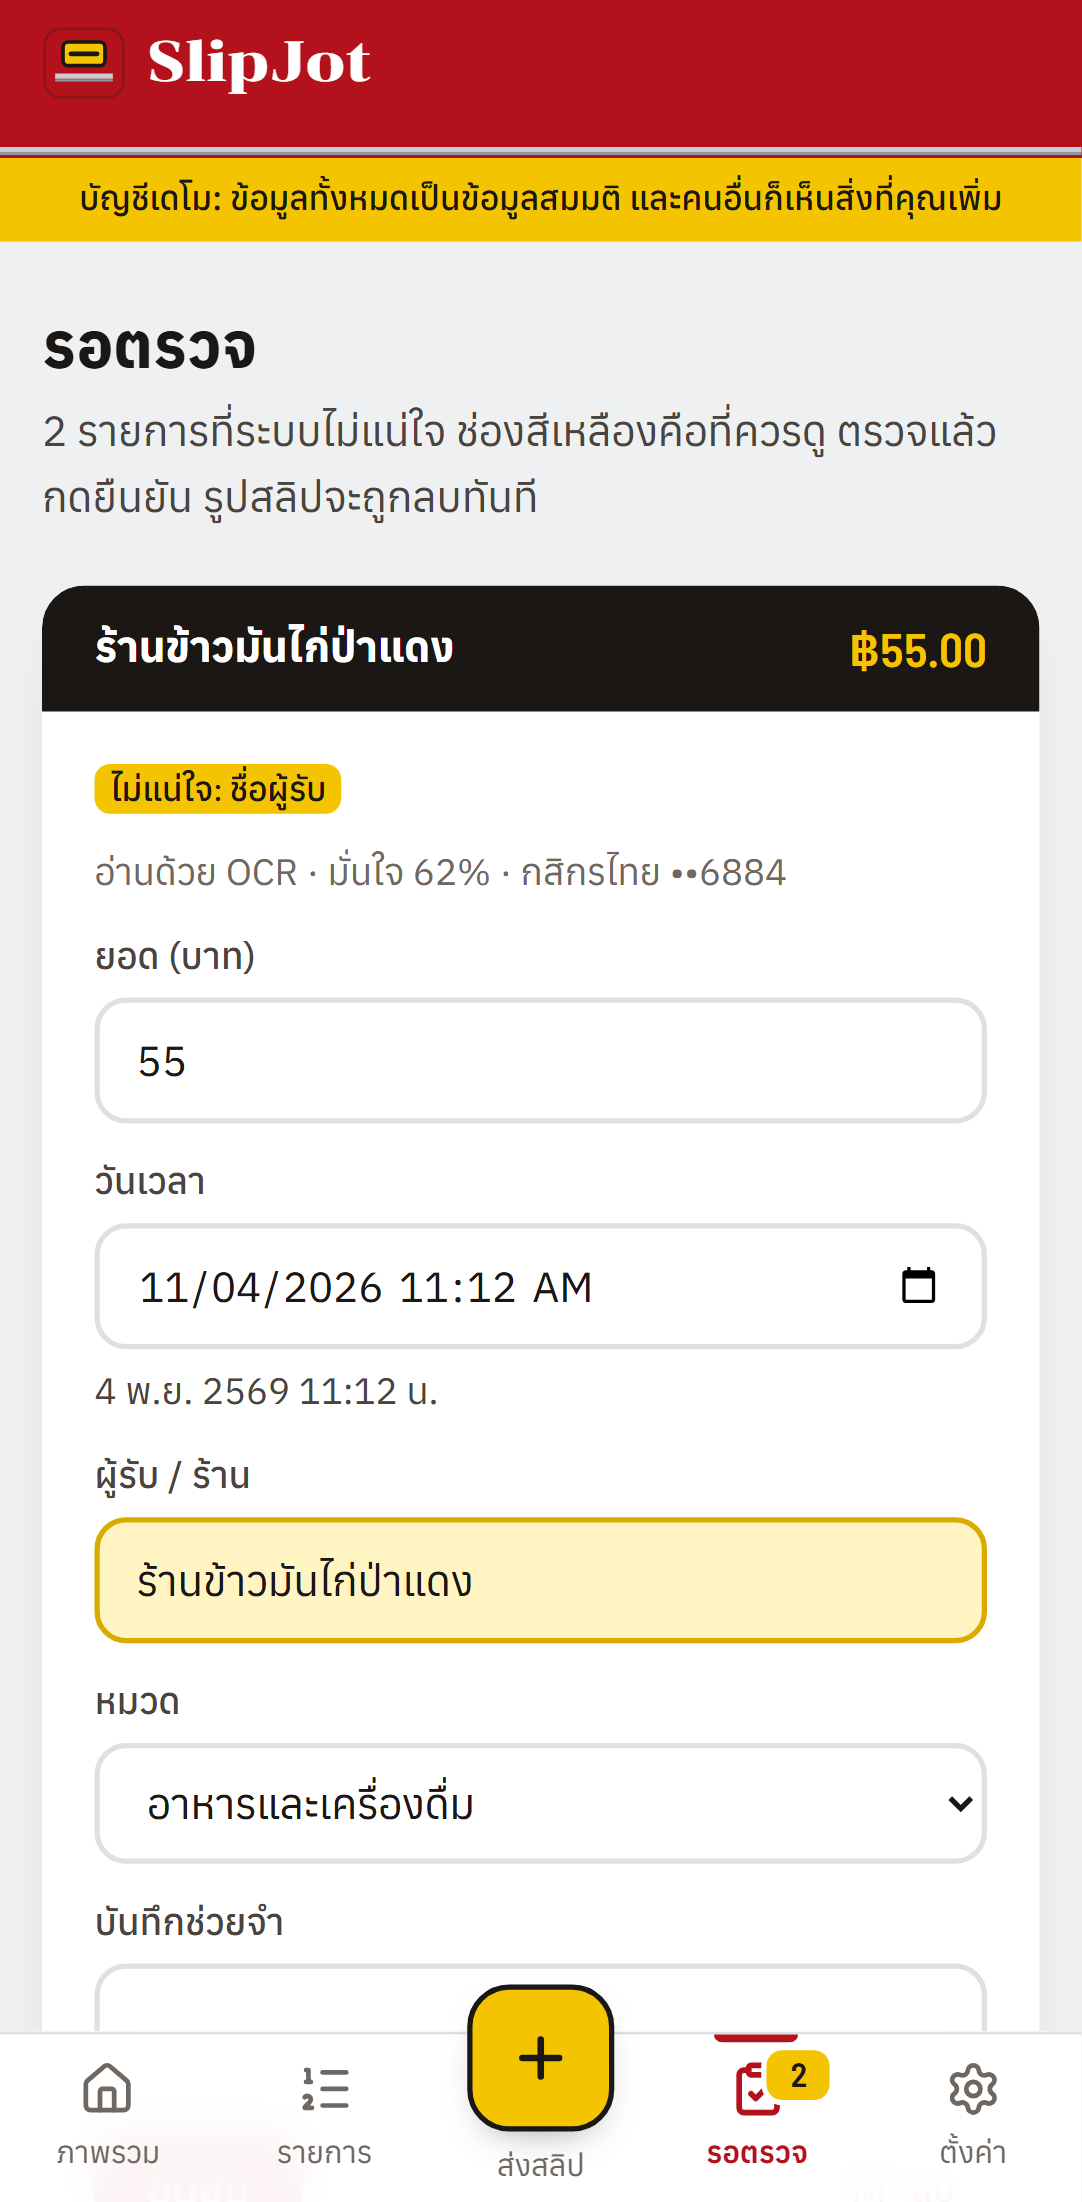 SlipJot
บัญชีเดโม: ข้อมูลทั้งหมดเป็นข้อมูลสมมติ และคนอื่นก็เห็นสิ่งที่คุณเพิ่ม
รอตรวจ
2 รายการที่ระบบไม่แน่ใจ ช่องสีเหลืองคือที่ควรดู ตรวจแล้ว
กดยืนยัน รูปสลิปจะถูกลบทันที
ร้านข้าวมันไก่ป่าแดง ฿55.00
ไม่แน่ใจ: ชื่อผู้รับ
อ่านด้วย OCR · มั่นใจ 62% · กสิกรไทย ••6884
ยอด (บาท)
55
วันเวลา
11/04/2026 11:12 AM
4 พ.ย. 2569 11:12 น.
ผู้รับ / ร้าน
ร้านข้าวมันไก่ป่าแดง
หมวด
อาหารและเครื่องดื่ม
บันทึกช่วยจำ
2
ภาพรวม รายการ ส่งสลิป รอตรวจ ตั้งค่า